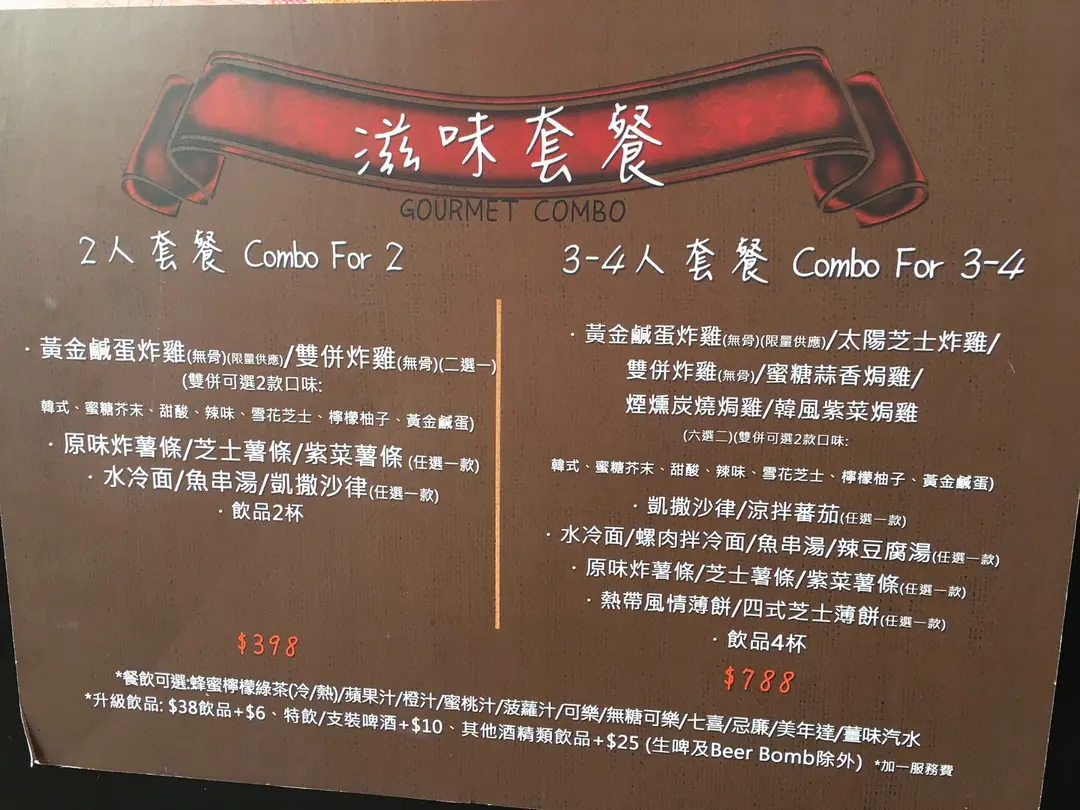 滋味套餐
GOURMET COMBO
2人套餐 Combo For 2
· 黃金鹹蛋炸雞(無骨)(限量供應)/雙併炸雞(無骨)(二選一)
(雙併可選2款口味:
韓式、蜜糖芥末、甜酸、辣味、雪花芝士、檸檬柚子、黃金鹹蛋)
· 原味炸薯條/芝士薯條/紫菜薯條(任選一款)
· 水冷面/魚串湯/凱撒沙律(任選一款)
· 飲品2杯
$398
3-4人套餐 Combo For 3-4
· 黃金鹹蛋炸雞(無骨)(限量供應)/太陽芝士炸雞/
雙併炸雞(無骨)/蜜糖蒜香焗雞/
煙燻炭燒焗雞/韓風紫菜焗雞
(六選二)(雙併可選2款口味:
韓式、蜜糖芥末、甜酸、辣味、雪花芝士、檸檬柚子、黃金鹹蛋)
· 凱撒沙律/涼拌蕃茄(任選一款)
· 水冷面/螺肉拌冷面/魚串湯/辣豆腐湯(任選一款)
· 原味炸薯條/芝士薯條/紫菜薯條(任選一款)
· 熱帶風情薄餅/四式芝士薄餅(任選一款)
· 飲品4杯
$788
*餐飲可選:蜂蜜檸檬綠茶(冷/熱)/蘋果汁/橙汁/蜜桃汁/菠蘿汁/可樂/無糖可樂/七喜/忌廉/美年達/薑味汽水
*升級飲品: $38飲品+$6、特飲/支裝啤酒+$10、其他酒精類飲品+$25 (生啤及Beer Bomb除外) *加一服務費